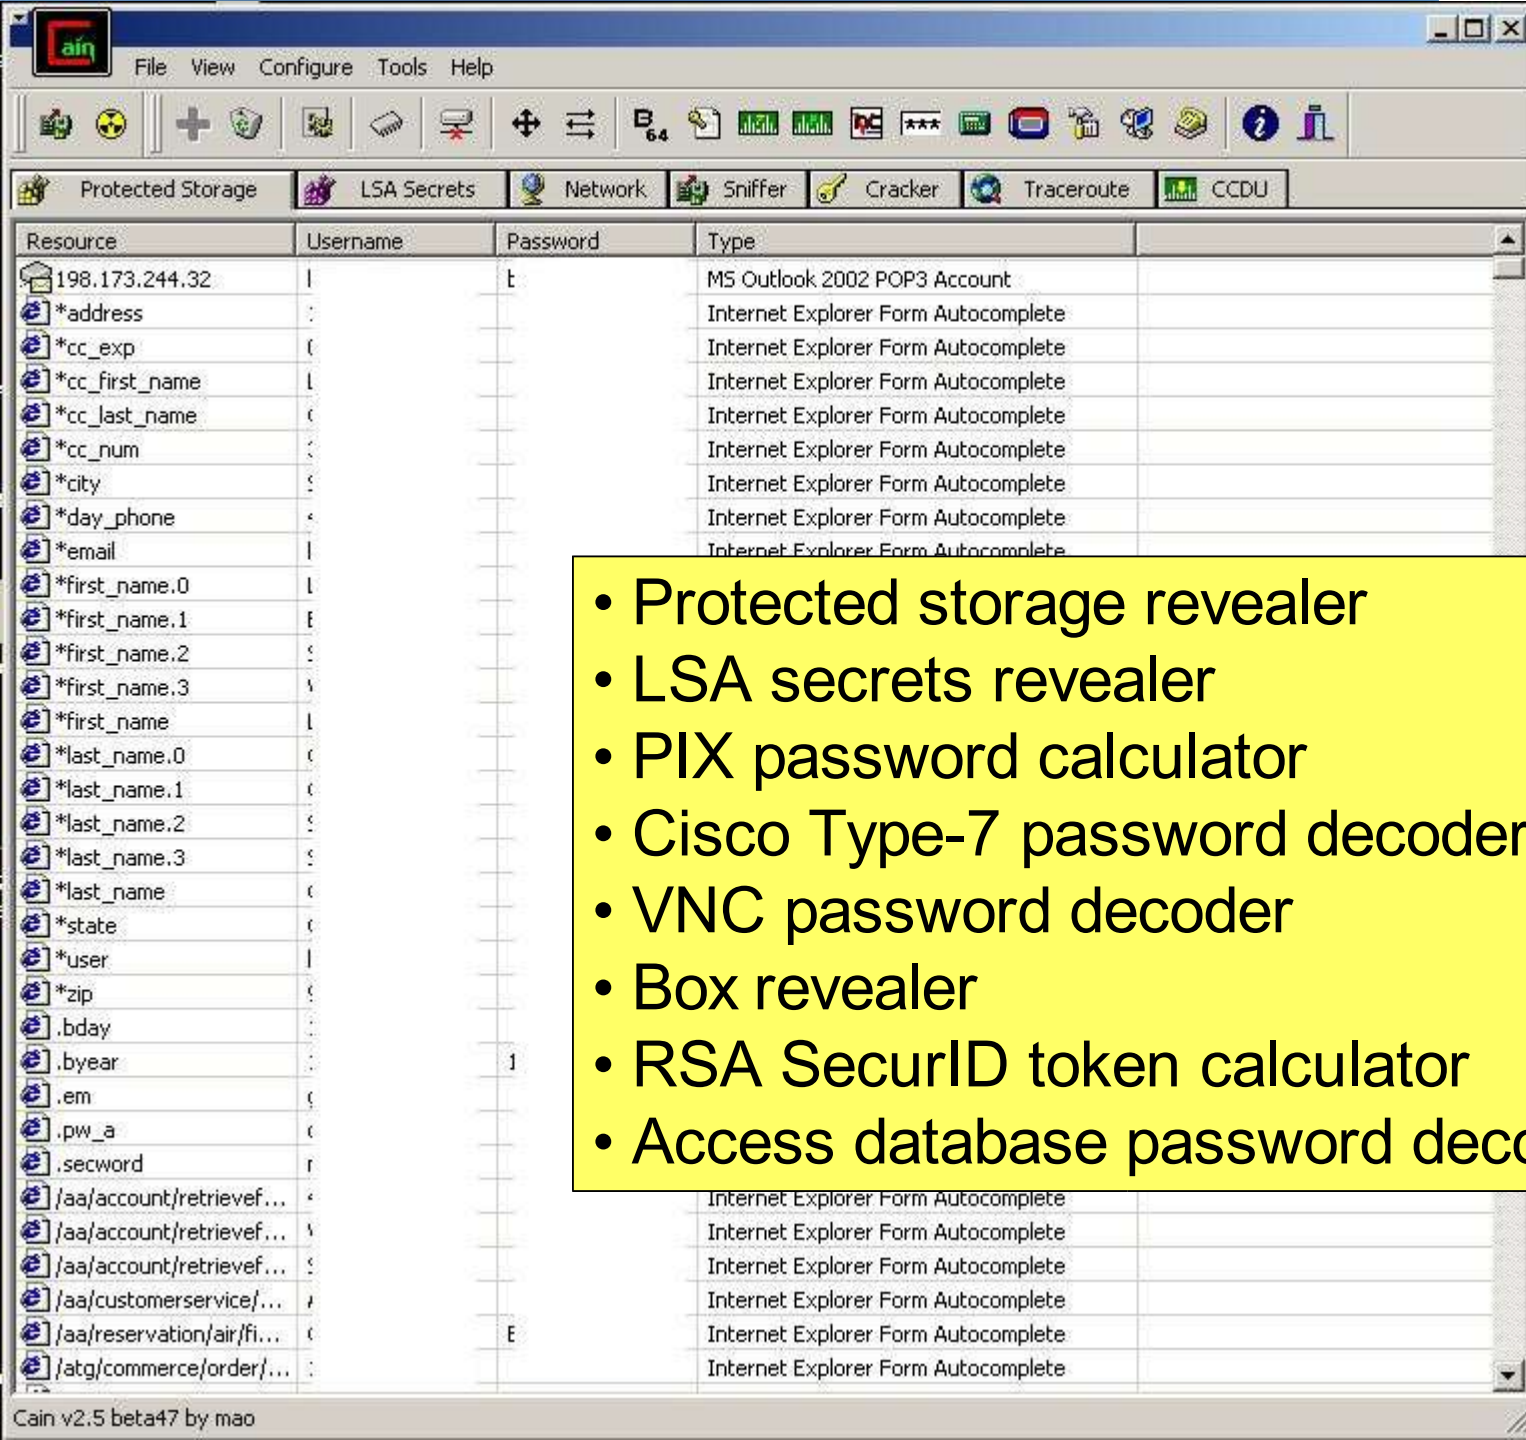 Cain
File View Configure Tools Help
B 64 ***
Protected Storage LSA Secrets Network Sniffer Cracker Traceroute CCDU
Resource Username Password Type
198.173.244.32 MS Outlook 2002 POP3 Account
*address Internet Explorer Form Autocomplete
*cc_exp Internet Explorer Form Autocomplete
*cc_first_name Internet Explorer Form Autocomplete
*cc_last_name Internet Explorer Form Autocomplete
*cc_num Internet Explorer Form Autocomplete
*city Internet Explorer Form Autocomplete
*day_phone Internet Explorer Form Autocomplete
*email Internet Explorer Form Autocomplete
*first_name.0
*first_name.1
*first_name.2
*first_name.3
*first_name
*last_name.0
*last_name.1
*last_name.2
*last_name.3
*last_name
*state
*user
*zip
.bday
.byear 1
.em
.pw_a
.secword
/aa/account/retrievef... Internet Explorer Form Autocomplete
/aa/account/retrievef... Internet Explorer Form Autocomplete
/aa/account/retrievef... Internet Explorer Form Autocomplete
/aa/customerservice/... Internet Explorer Form Autocomplete
/aa/reservation/air/fi... Internet Explorer Form Autocomplete
/atg/commerce/order/... Internet Explorer Form Autocomplete
• Protected storage revealer
• LSA secrets revealer
• PIX password calculator
• Cisco Type-7 password decoder
• VNC password decoder
• Box revealer
• RSA SecurID token calculator
• Access database password
Cain v2.5 beta47 by mao